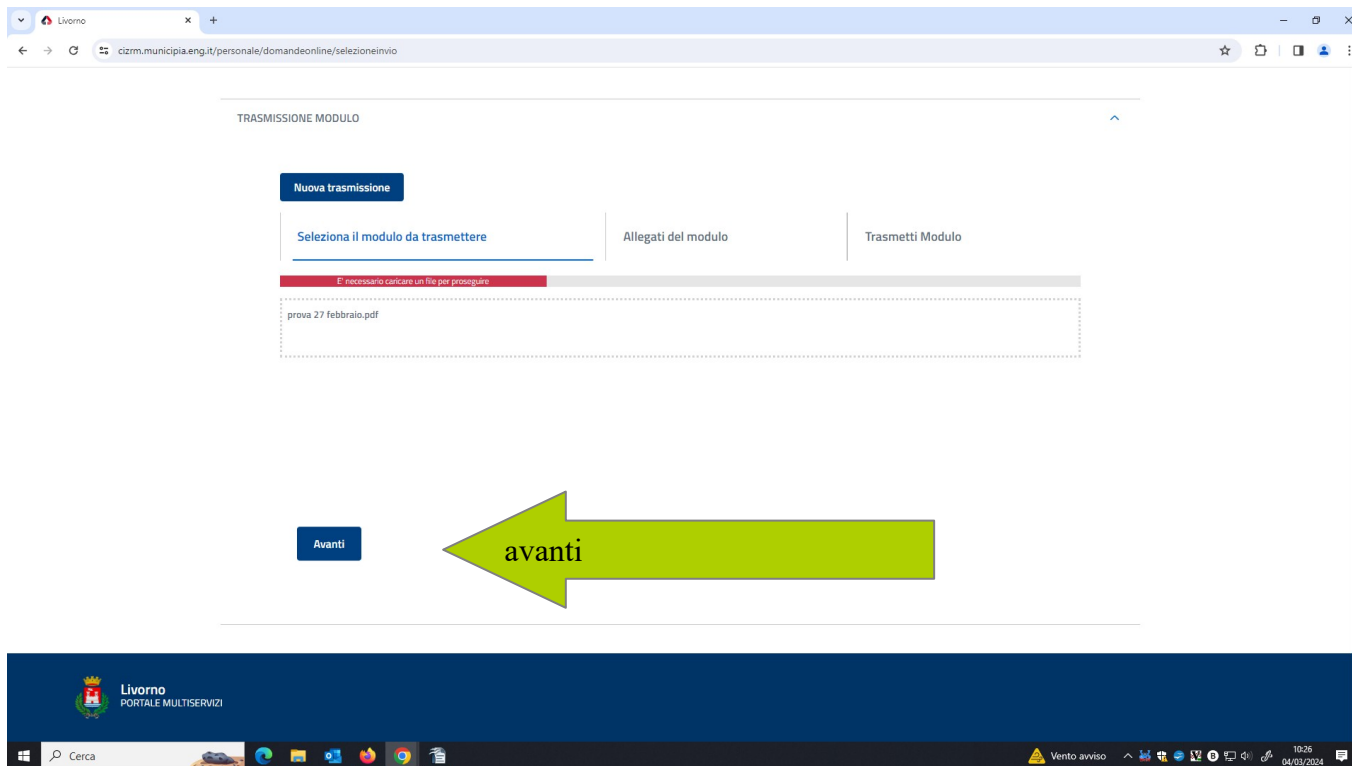 Livorno
cizrm.municipia.eng.it/personale/domandeonline/selezioneinvio
TRASMISSIONE MODULO
Nuova trasmissione
Seleziona il modulo da trasmettere
Allegati del modulo
Trasmetti Modulo
E' necessario caricare un file per proseguire
prova 27 febbraio.pdf
Avanti
avanti
Livorno
PORTALE MULTISERVIZI
Cerca
Vento avviso
10:26
04/03/2024